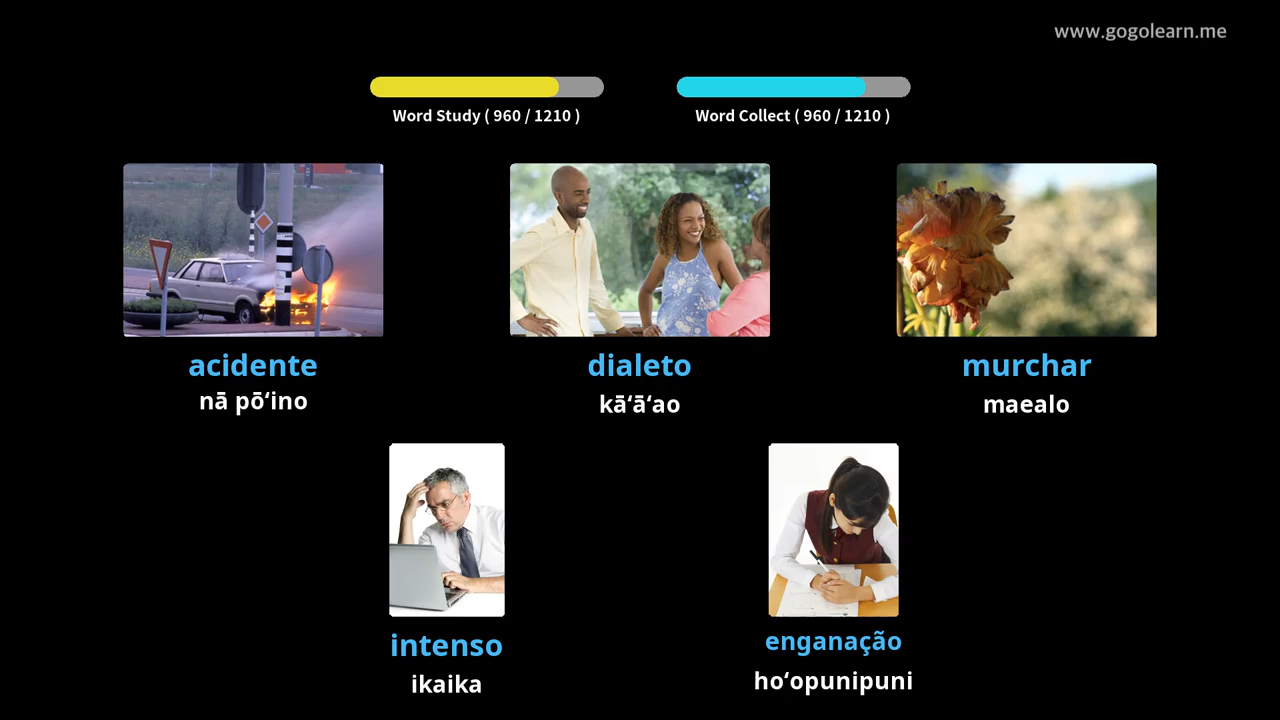 www.gogolearn.me
Word Study ( 960 / 1210 )
Word Collect ( 960 / 1210 )
acidente
nā pōʻino
dialeto
kāʻāʻao
murchar
maealo
intenso
ikaika
enganação
hoʻopunipuni